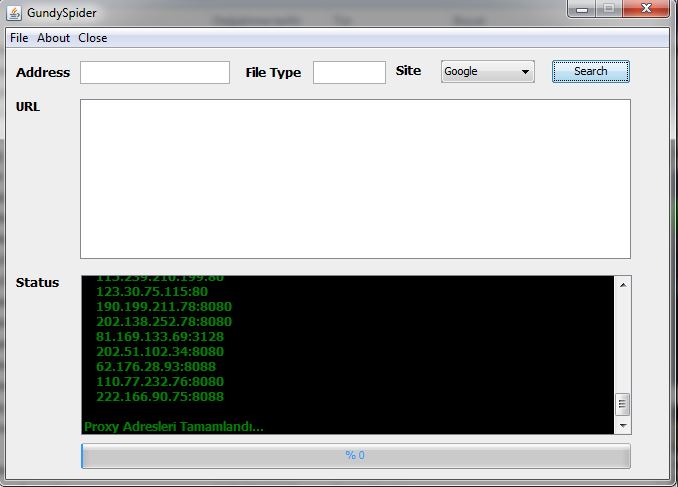 GundySpider
File About Close
Address File Type Site Google Search
URL
Status
123.30.75.115:80
190.199.211.78:8080
202.138.252.78:8080
81.169.133.69:3128
202.51.102.34:8080
62.176.28.93:8088
110.77.232.76:8080
222.166.90.75:8088
Proxy Adresleri Tamamlandı...
% 0